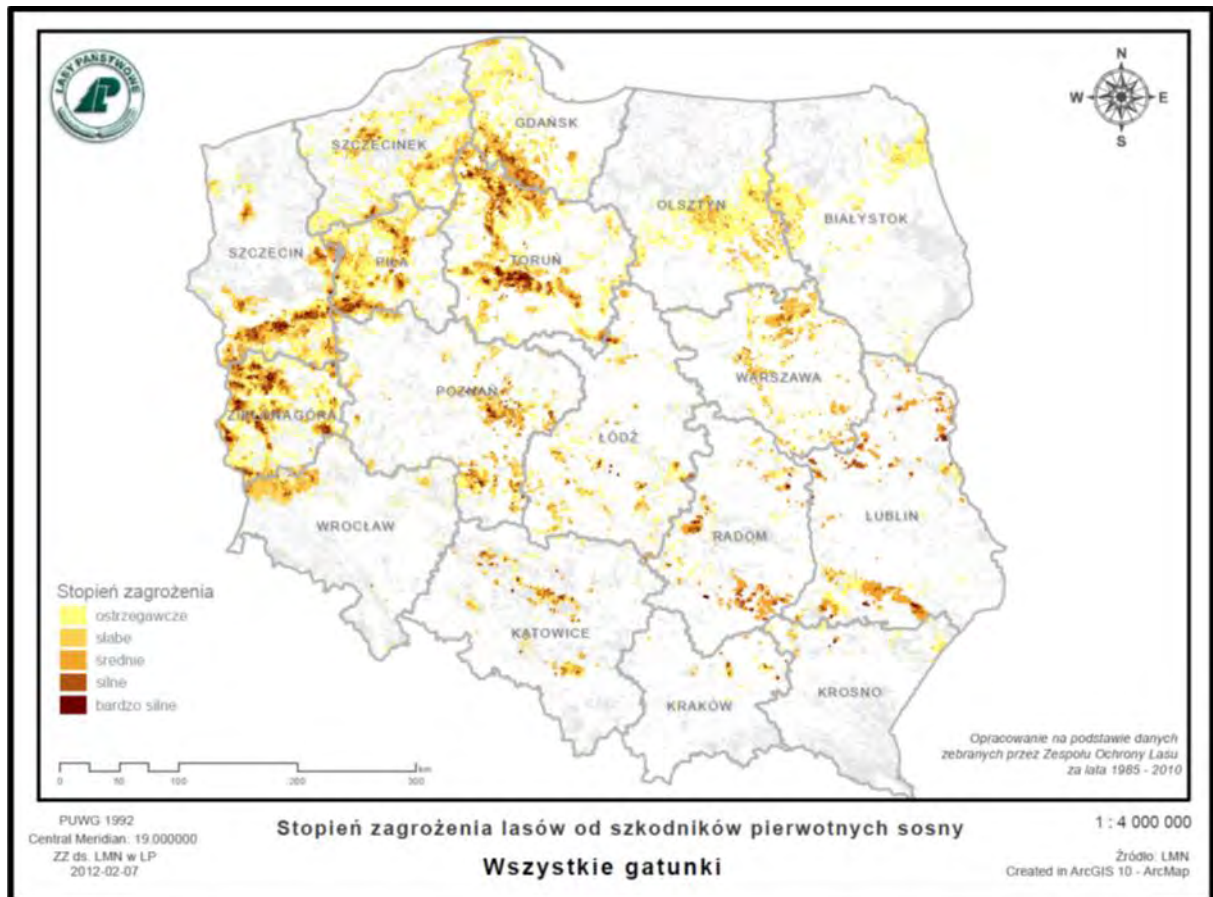 LASY PAŃSTWOWE
N
W E
S
GDAŃSK
SZCZECINEK
OLSZTYN
BIAŁYSTOK
SZCZECIN
PIŁA
TORUŃ
WARSZAWA
POZNAŃ
ZIELONAGÓRA
ŁÓDŹ
LUBLIN
WROCŁAW
RADOM
KATOWICE
KRAKÓW
KROSNO
Stopień zagrożenia
ostrzegawcze
słabe
średnie
silne
bardzo silne
km
0 50 100 200 300
Opracowanie na podstawie danych
zebranych przez Zespołu Ochrony Lasu
za lata 1985 - 2010
PUWG 1992
Central Meridian: 19.000000
ZZ ds. LMN w LP
2012-02-07
Stopień zagrożenia lasów od szkodników pierwotnych sosny
Wszystkie gatunki
1 : 4 000 000
Źródło: LMN
Created in ArcGIS 10 - ArcMap